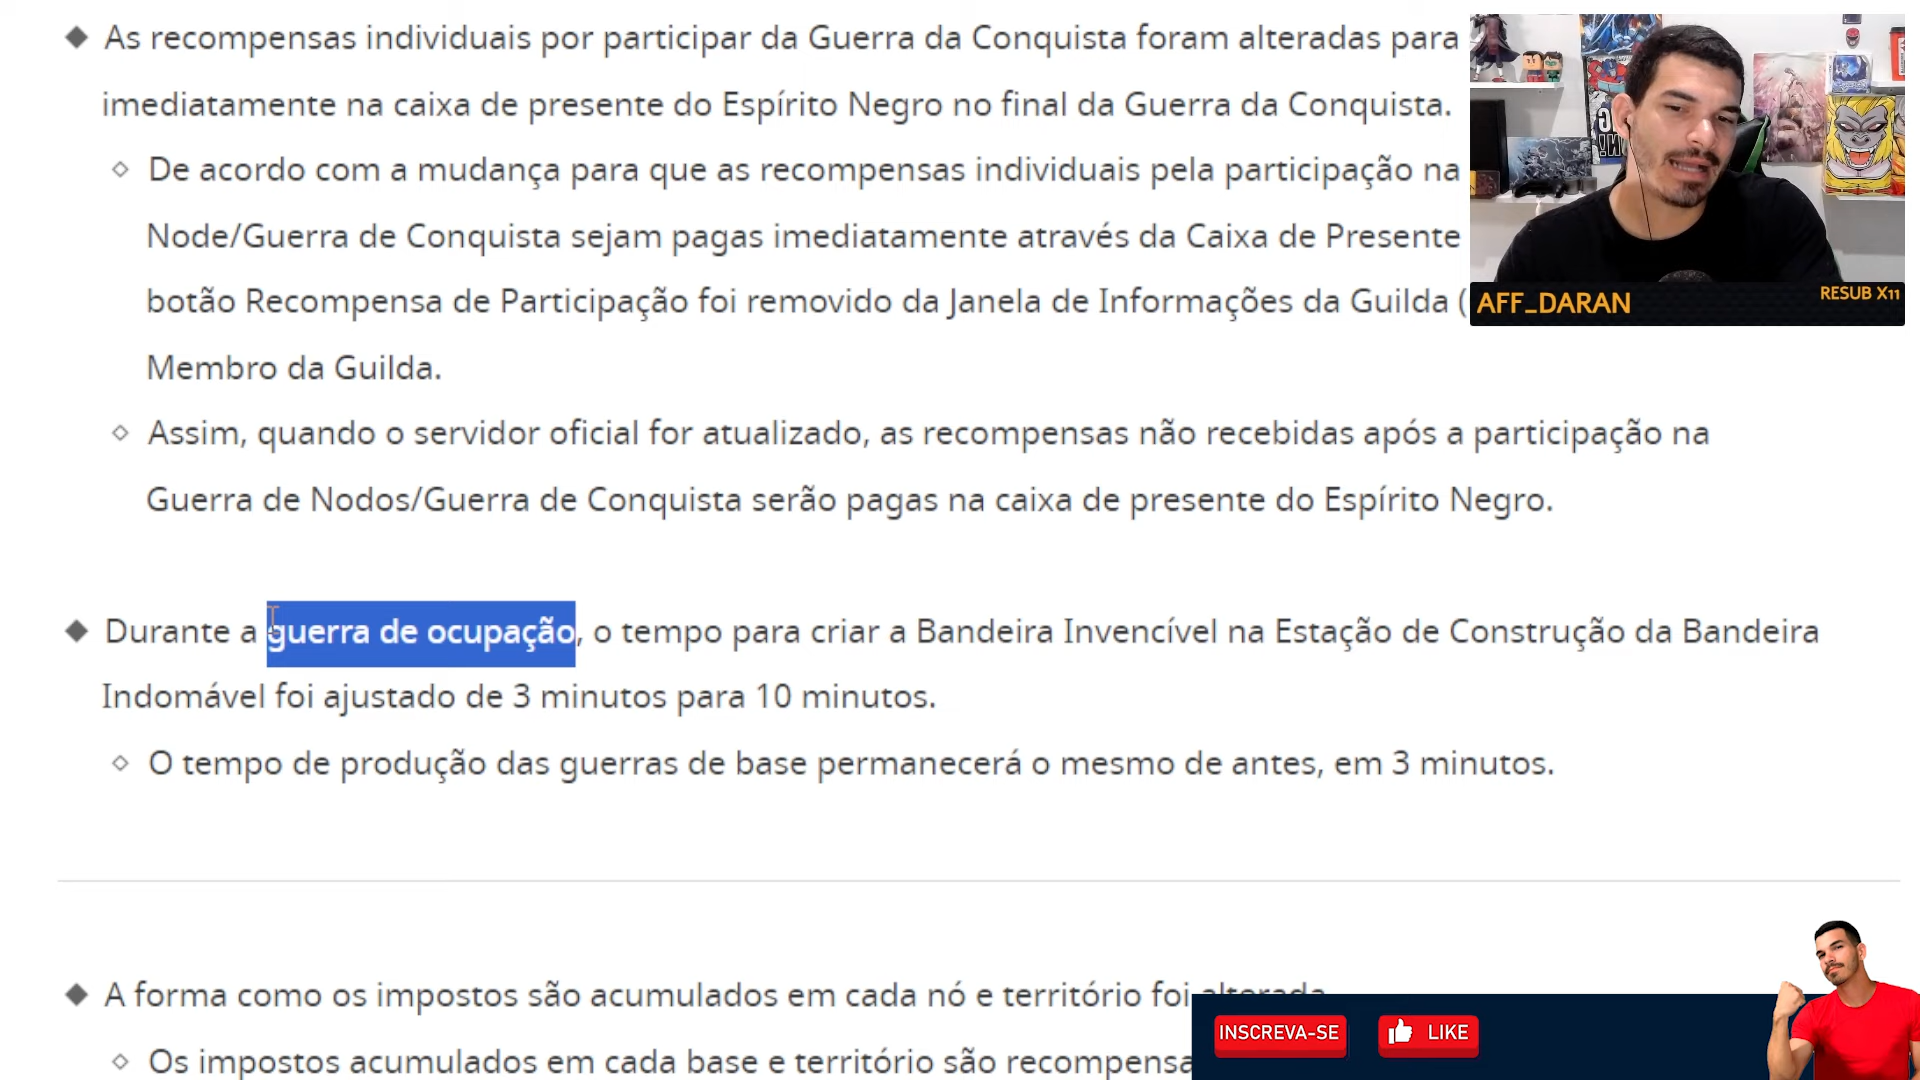 As recompensas individuais por participar da Guerra da Conquista foram alteradas para
imediatamente na caixa de presente do Espírito Negro no final da Guerra da Conquista.
De acordo com a mudança para que as recompensas individuais pela participação na
Node/Guerra de Conquista sejam pagas imediatamente através da Caixa de Presente
botão Recompensa de Participação foi removido da Janela de Informações da Guilda (
Membro da Guilda.
AFF_DARAN
RESUB X11
Assim, quando o servidor oficial for atualizado, as recompensas não recebidas após a participação na
Guerra de Nodos/Guerra de Conquista serão pagas na caixa de presente do Espírito Negro.
Durante a guerra de ocupação, o tempo para criar a Bandeira Invencível na Estação de Construção da Bandeira
Indomável foi ajustado de 3 minutos para 10 minutos.
O tempo de produção das guerras de base permanecerá o mesmo de antes, em 3 minutos.
A forma como os impostos são acumulados em cada nó e território foi alterada
Os impostos acumulados em cada base e território são recompensa
INSCREVA-SE
LIKE